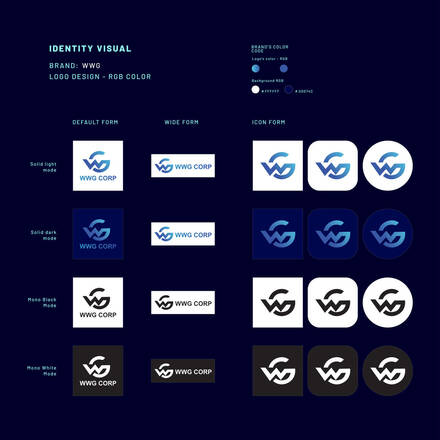 IDENTITY VISUAL
BRAND: WWG
LOGO DESIGN - RGB COLOR
BRAND'S COLOR
CODE
Logo's color - RGB
Background RGB
# FFFFFF
DEFAULT FORM
WIDE FORM
ICON FORM
Solid light
mode
WWG CORP
WWG CORP
Solid dark
mode
WWG CORP
WWG CORP
Mono Black
Mode
WWG CORP
WWG CORP
Mono White
Mode
WWG CORP
WWG CORP